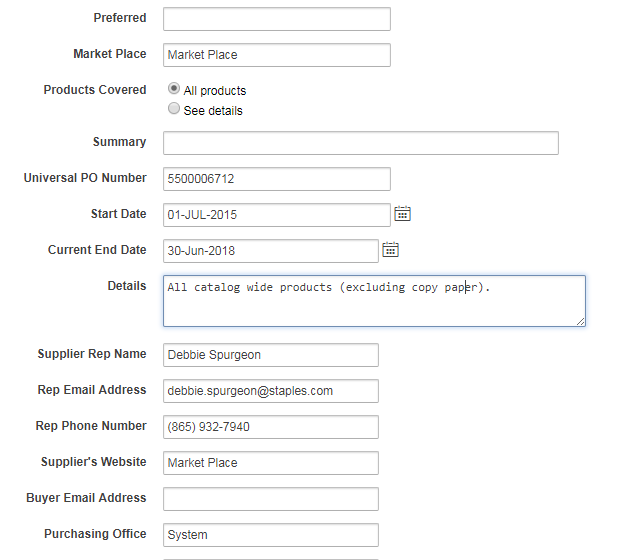 Preferred
Market Place Market Place
Products Covered All products
See details
Summary
Universal PO Number 5500006712
Start Date 01-JUL-2015
Current End Date 30-Jun-2018
Details All catalog wide products (excluding copy paper).
Supplier Rep Name Debbie Spurgeon
Rep Email Address debbie.spurgeon@staples.com
Rep Phone Number (865) 932-7940
Supplier's Website Market Place
Buyer Email Address
Purchasing Office System